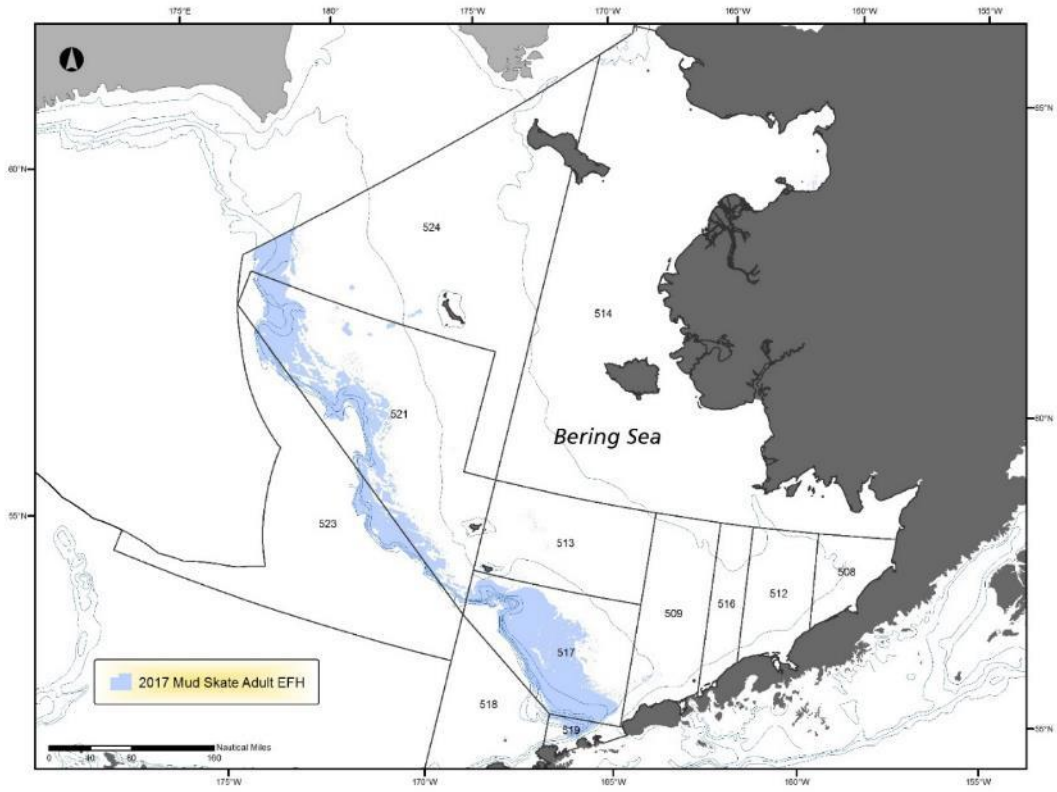 175°E 180° 170°W 165°W 160°W 155°W
65°N
60°N
524
514
521
60°N
Bering Sea
55°N
523
513
508
509 516 512
517
2017 Mud Skate Adult EFH
518
519
55°N
Nautical Miles
0 40 80 160
175°W 170°W 165°W 160°W 155°W